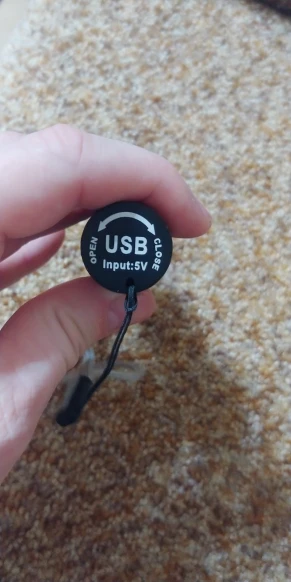 OPEN
CLOSE
USB
Input:5V